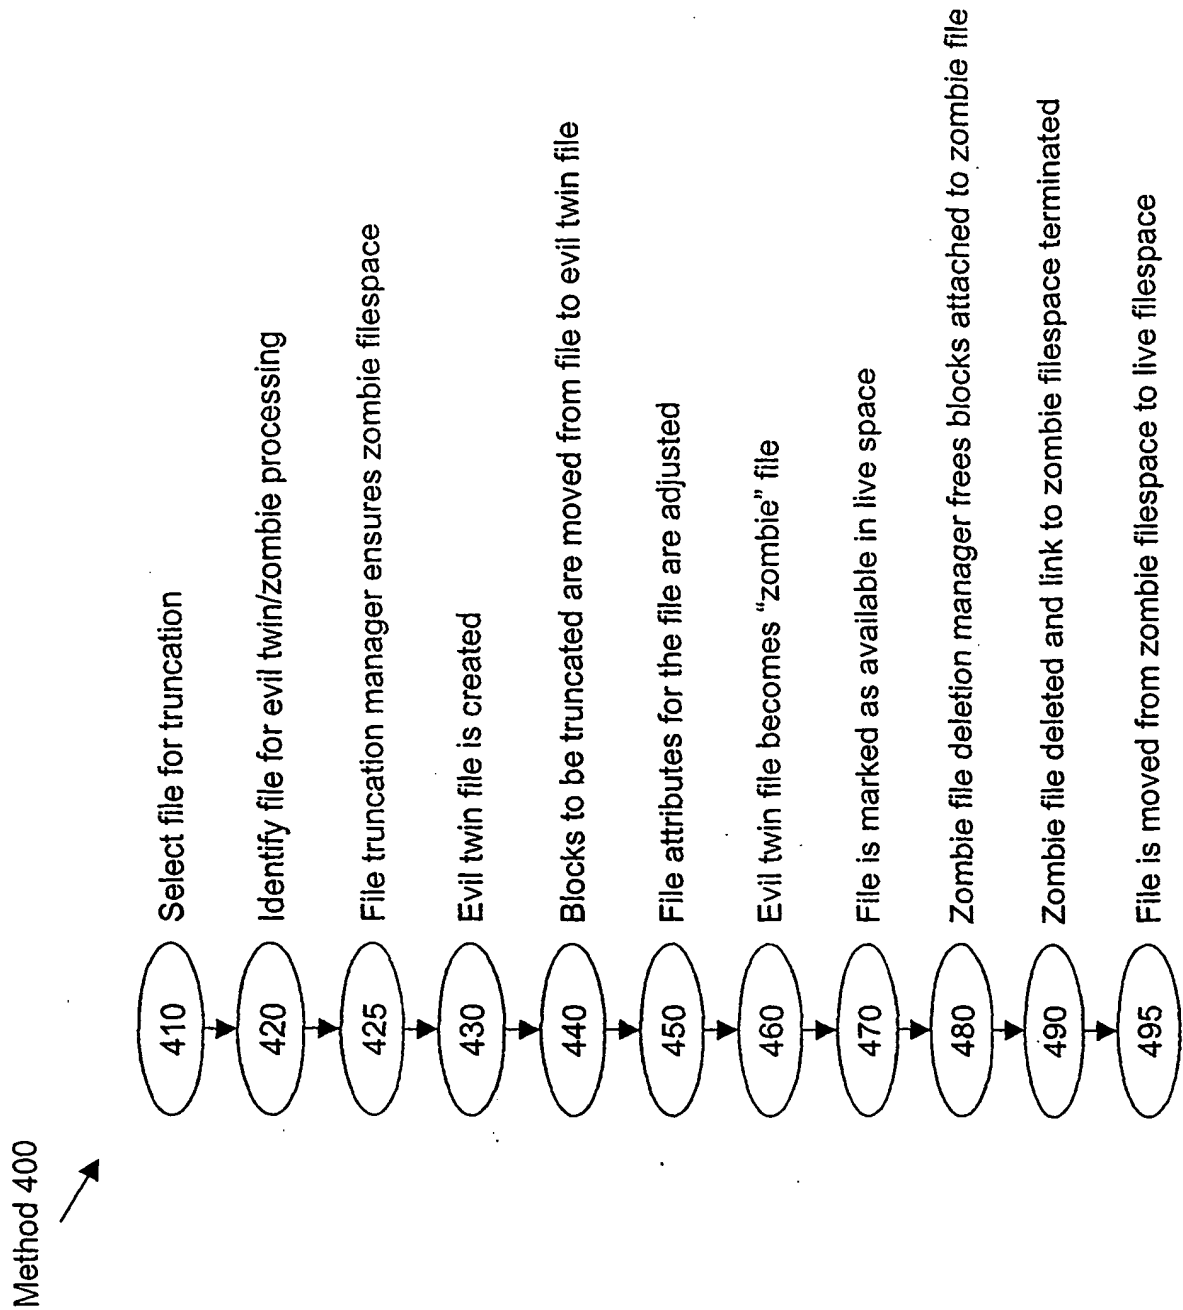 Method 400
410 Select file for truncation
420 Identify file for evil twin/zombie processing
425 File truncation manager ensures zombie filespace
430 Evil twin file is created
440 Blocks to be truncated are moved from file to evil twin file
450 File attributes for the file are adjusted
460 Evil twin file becomes “zombie” file
470 File is marked as available in live space
480 Zombie file deletion manager frees blocks attached to zombie file
490 Zombie file deleted and link to zombie filespace terminated
495 File is moved from zombie filespace to live filespace